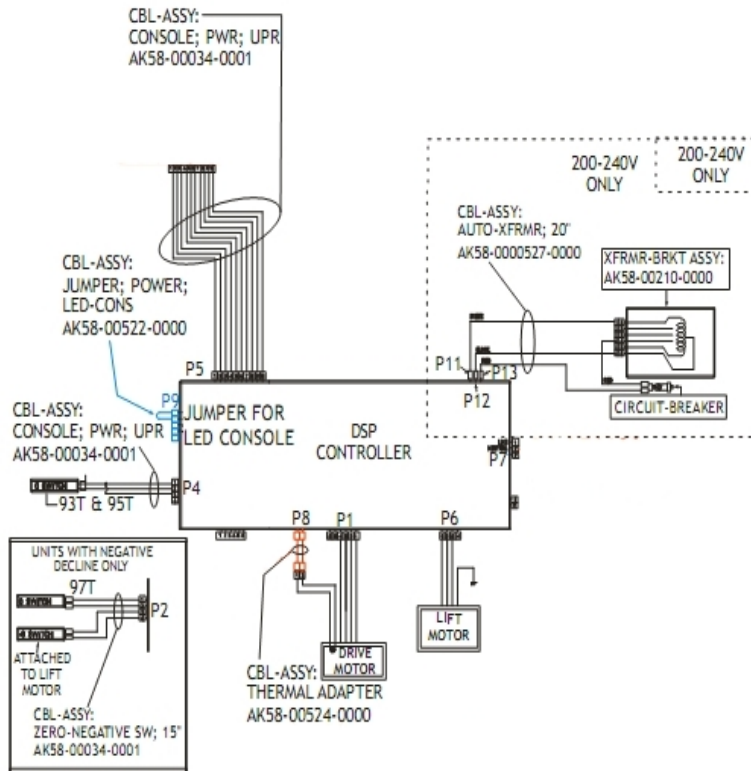 CBL-ASSY:
CONSOLE; PWR; UPR
AK58-00034-0001
200-240V
ONLY
200-240V
ONLY
CBL-ASSY:
AUTO-XFRMR; 20"
AK58-0000527-0000
XFRMR-BRKT ASSY:
AK58-00210-0000
CBL-ASSY:
JUMPER; POWER;
LED-CONS
AK58-00522-0000
P5
P11
P13
P12
CIRCUIT-BREAKER
P9
JUMPER FOR
LED CONSOLE
DSP
CONTROLLER
CBL-ASSY:
CONSOLE; PWR; UPR
AK58-00034-0001
P7
P4
SWITCH
93T & 95T
P8
P1
P6
UNITS WITH NEGATIVE
DECLINE ONLY
97T
SWITCH
P2
SWITCH
ATTACHED
TO LIFT
MOTOR
LIFT
MOTOR
DRIVE
MOTOR
CBL-ASSY:
THERMAL ADAPTER
AK58-00524-0000
CBL-ASSY:
ZERO-NEGATIVE SW; 15"
AK58-00034-0001